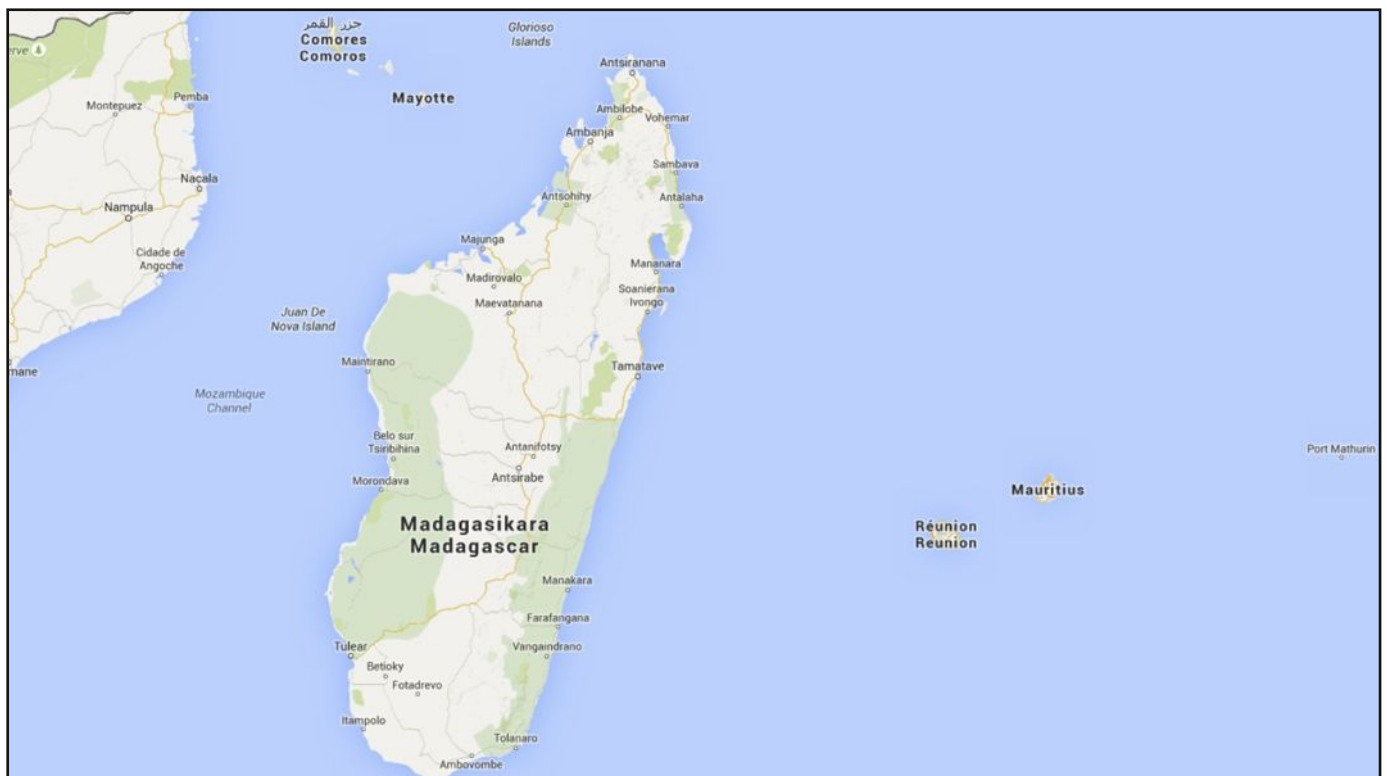 جزر القمر
Comores
Comoros
Glorioso
Islands
erve
Antsiranana
Montepuez
Pemba
Mayotte
Ambilobe
Vohemar
Ambanja
Sambava
Nacala
Antsohihy
Antalaha
Nampula
Majunga
Cidade de
Angoche
Mananara
Madirovalo
Soanierana
Ivongo
Maevatanana
Juan De
Nova Island
Maintirano
Tamatave
mane
Mozambique
Channel
Belo sur
Tsiribihina
Antanifotsy
Port Mathurin
Antsirabe
Morondava
Mauritius
Madagasikara
Madagascar
Réunion
Reunion
Manakara
Farafangana
Tulear
Vangaindrano
Betioky
Fotadrevo
Itampolo
Tolanaro
Ambovombe